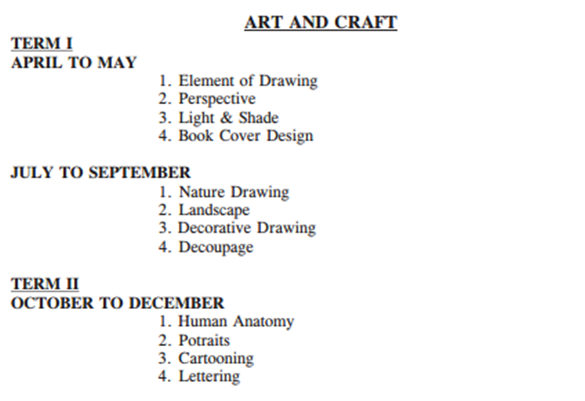 ART AND CRAFT
TERM I
APRIL TO MAY
1. Element of Drawing
2. Perspective
3. Light & Shade
4. Book Cover Design
JULY TO SEPTEMBER
1. Nature Drawing
2. Landscape
3. Decorative Drawing
4. Decoupage
TERM II
OCTOBER TO DECEMBER
1. Human Anatomy
2. Potraits
3. Cartooning
4. Lettering